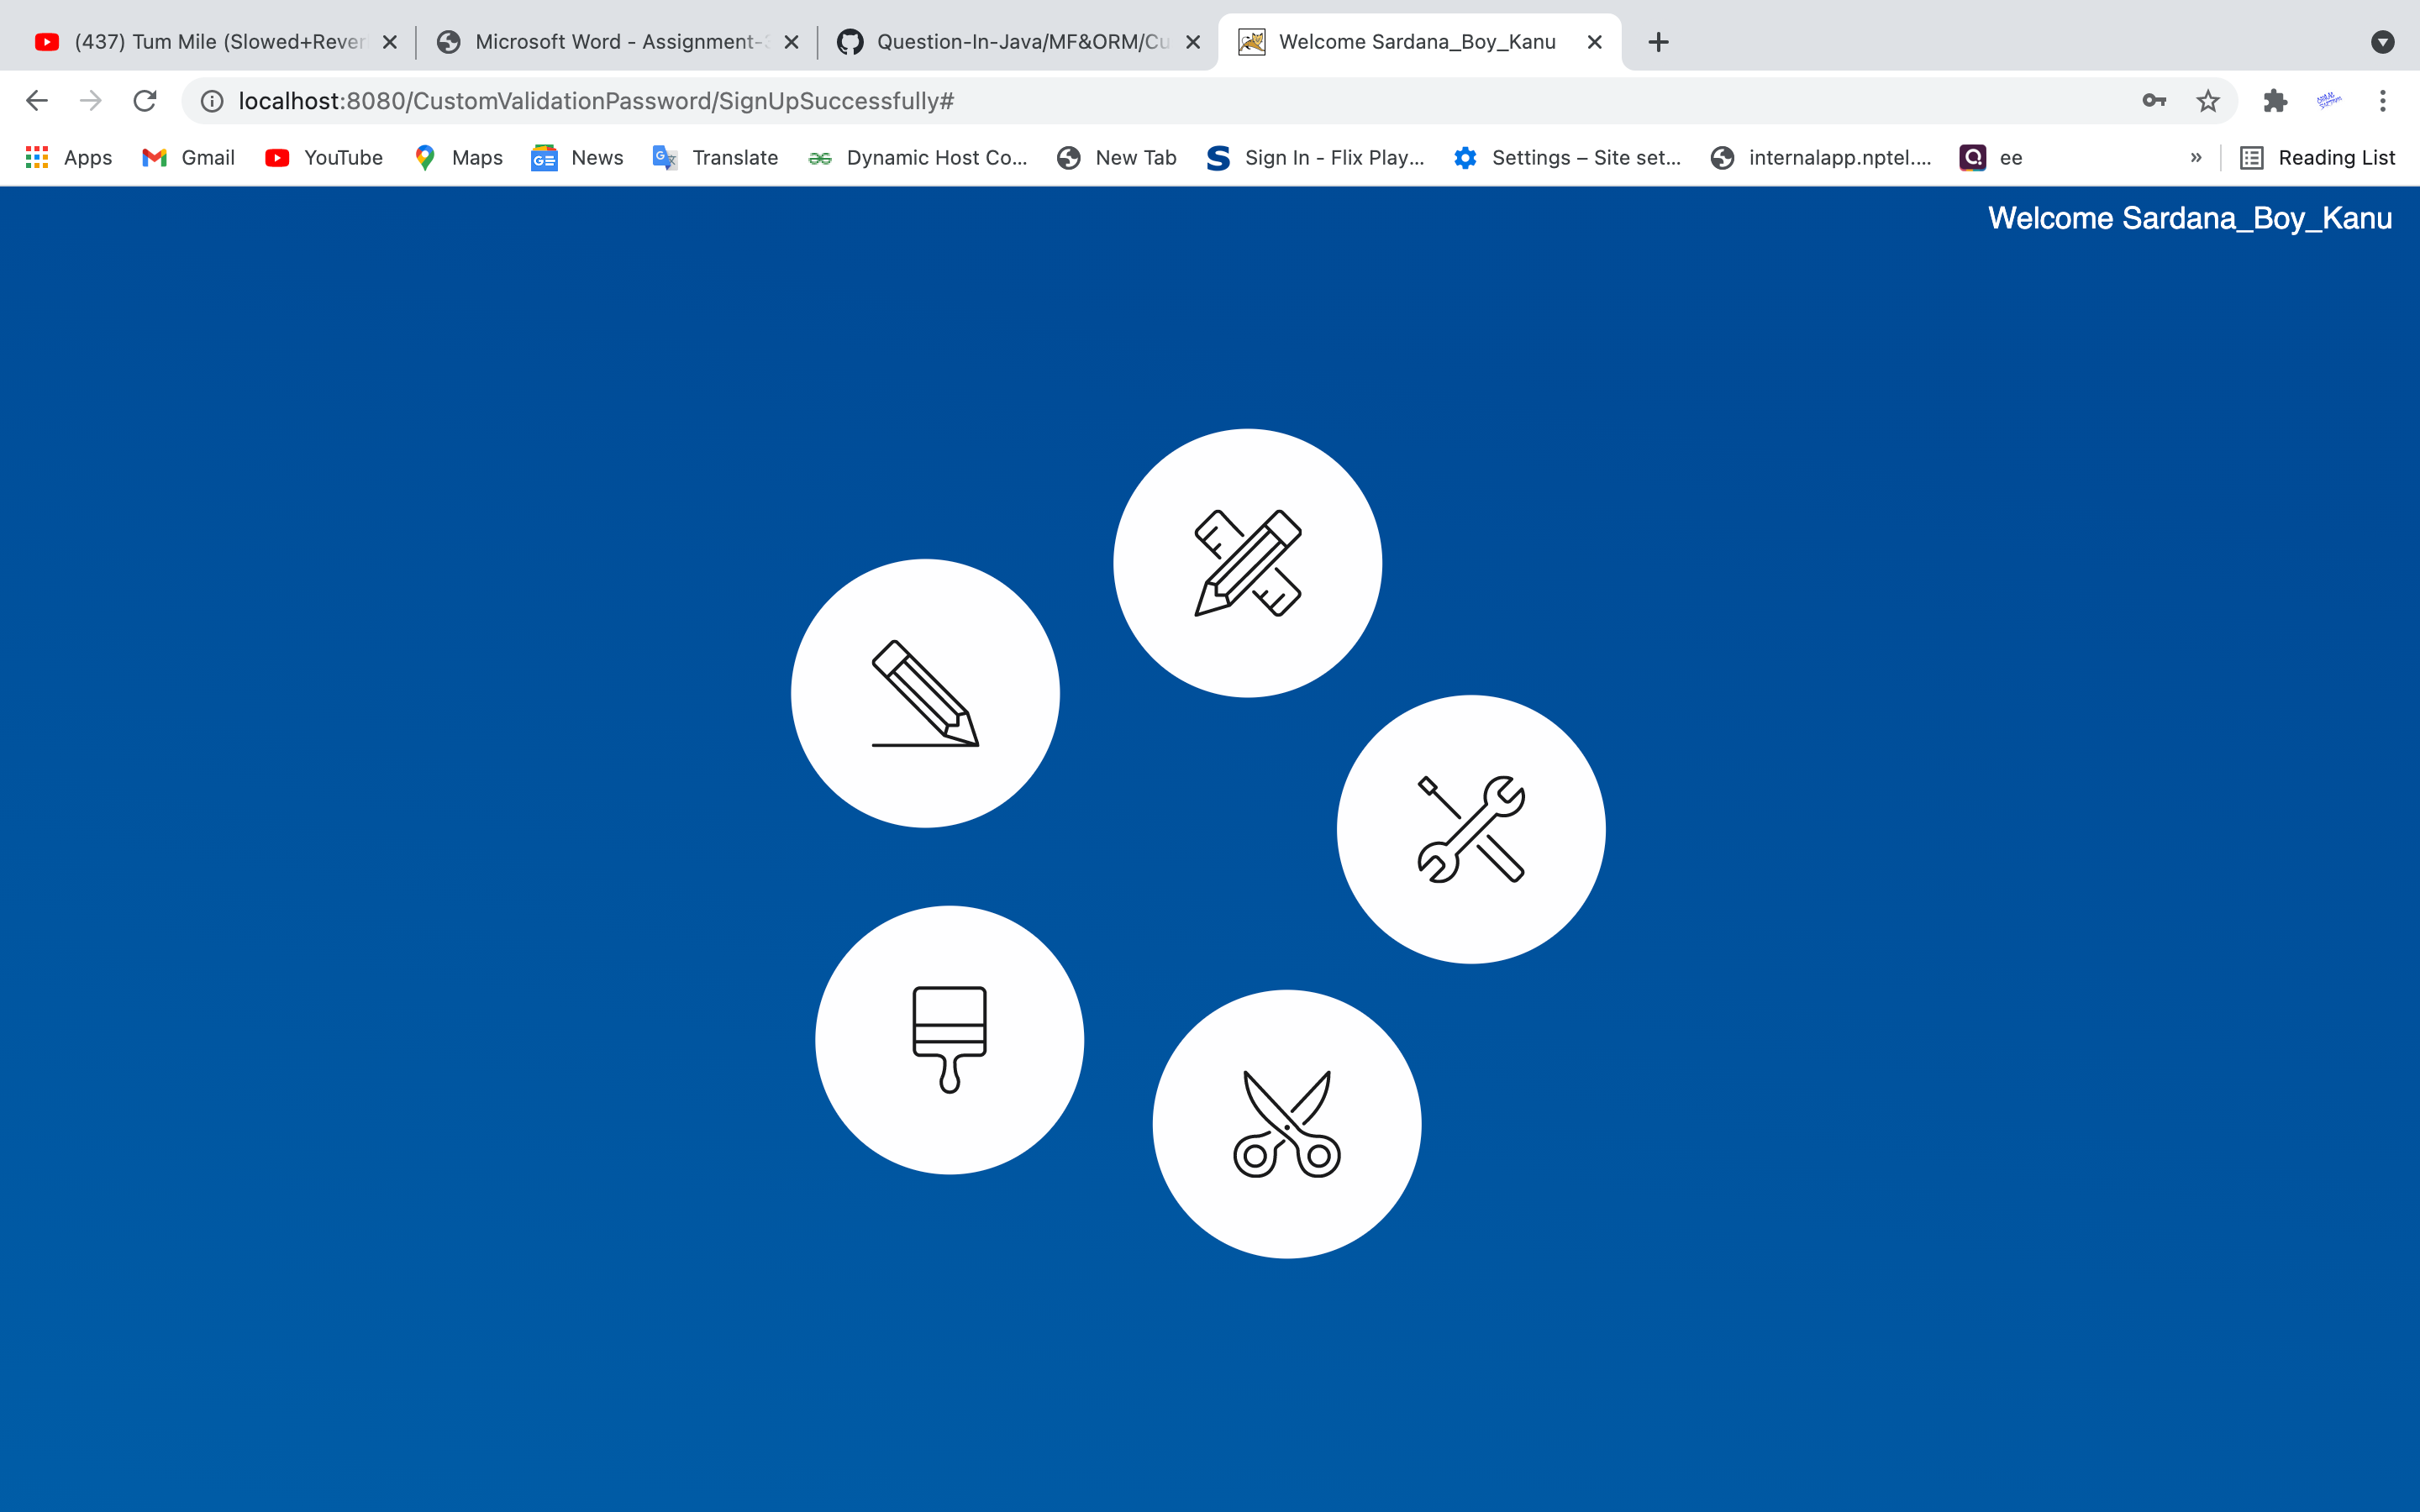 (437) Tum Mile (Slowed+Rever
Microsoft Word - Assignment-3
Question-In-Java/MF&ORM/Cu
Welcome Sardana_Boy_Kanu
localhost:8080/CustomValidationPassword/SignUpSuccessfully#
Apps
Gmail
YouTube
Maps
News
Translate
Dynamic Host Co...
New Tab
Sign In - Flix Play...
Settings – Site set...
internalapp.nptel....
ee
»
Reading List
Welcome Sardana_Boy_Kanu